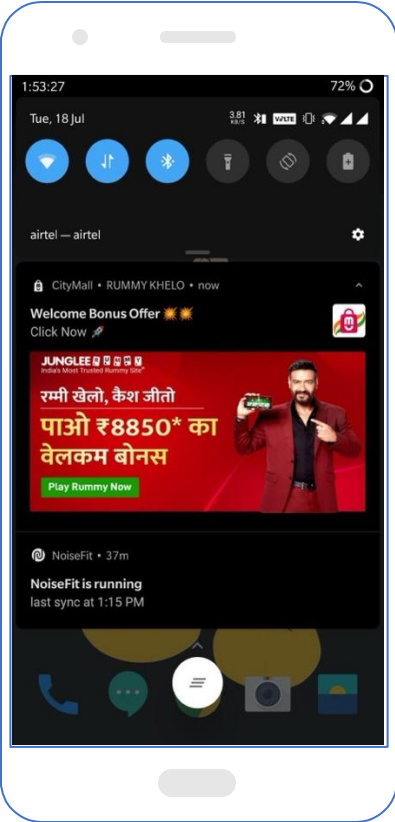 1:53:27 72%
Tue, 18 Jul 3.81 KB/S VoLTE
airtel — airtel
CityMall • RUMMY KHELO • now
Welcome Bonus Offer 💥 💥
Click Now 🚀
JUNGLEE RUMMY
India's Most Trusted Rummy Site*
रम्मी खेलो, कैश जीतो
पाओ ₹8850* का
वेलकम बोनस
Play Rummy Now
NoiseFit • 37m
NoiseFit is running
last sync at 1:15 PM